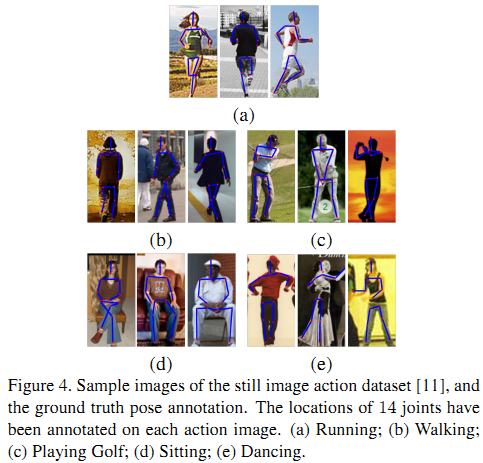 (a)
(b)
(c)
2
(d)
(e)
Figure 4. Sample images of the still image action dataset [11], and
the ground truth pose annotation. The locations of 14 joints have
been annotated on each action image. (a) Running; (b) Walking;
(c) Playing Golf; (d) Sitting; (e) Dancing.